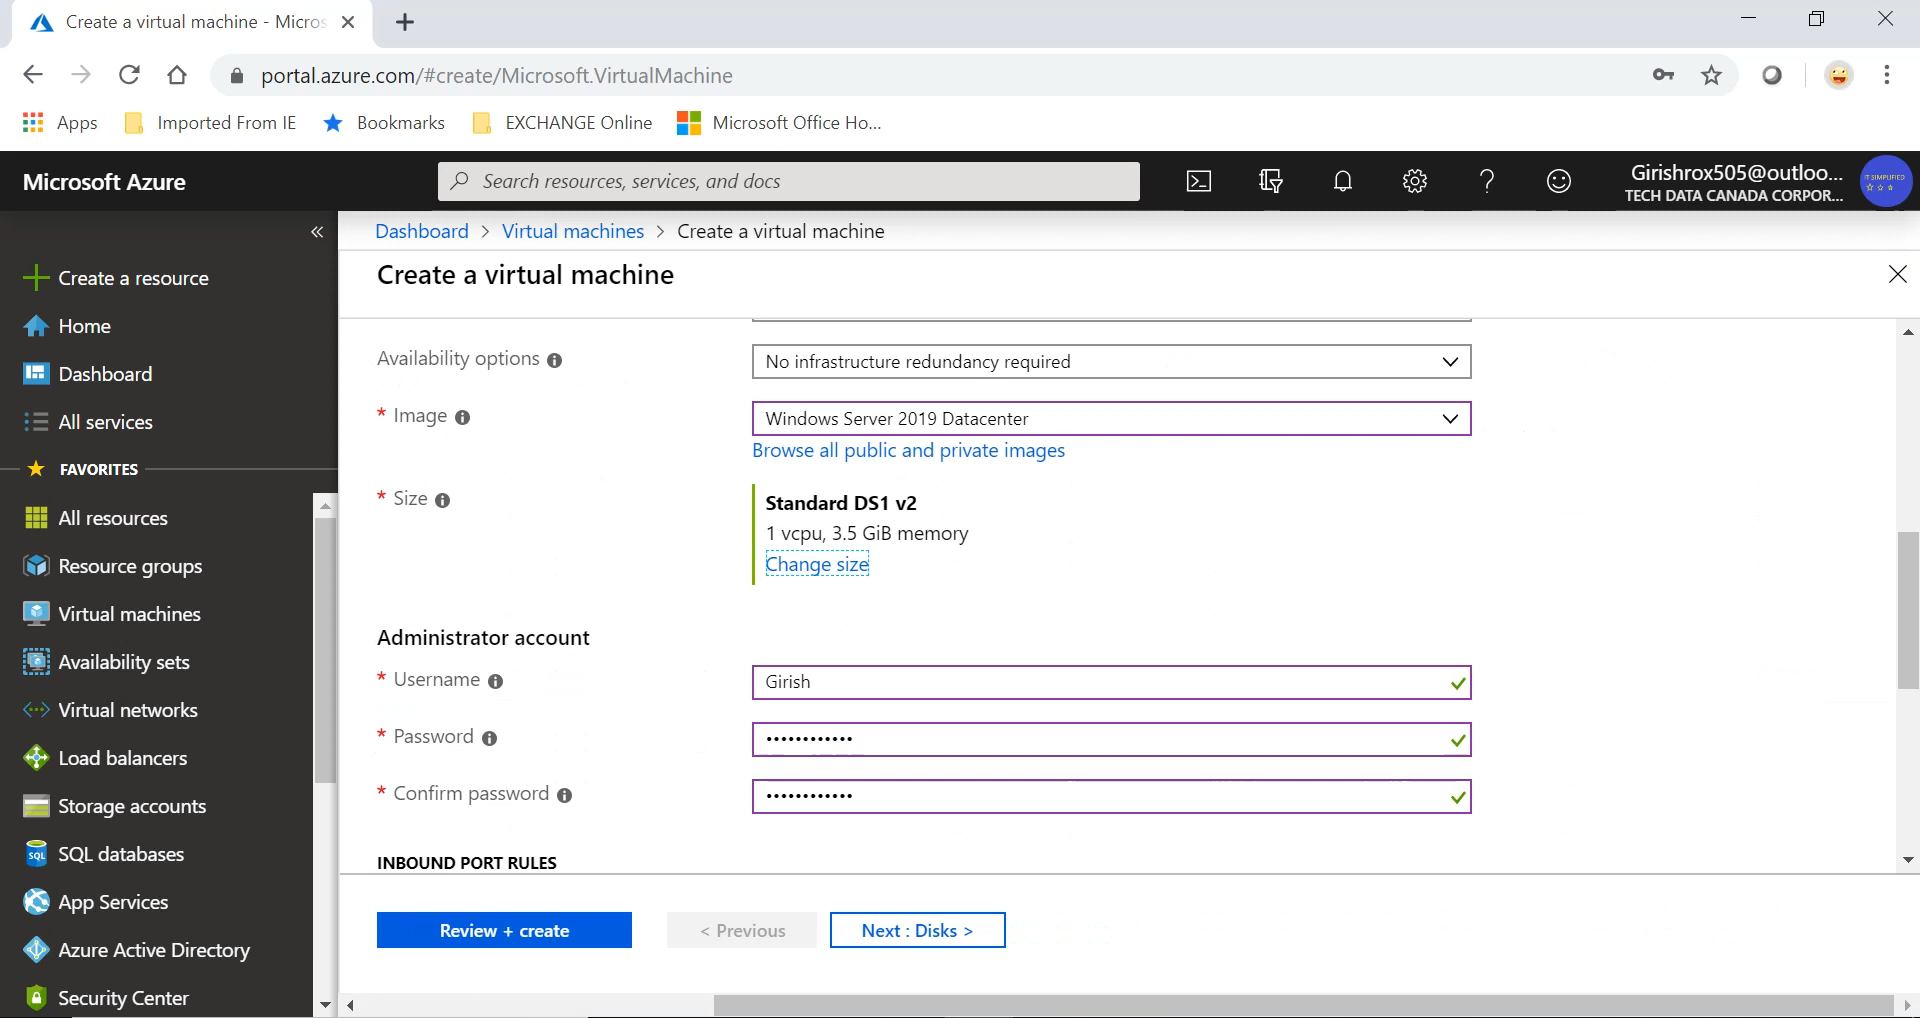 Create a virtual machine - Micros
portal.azure.com/#create/Microsoft.VirtualMachine
Apps Imported From IE Bookmarks EXCHANGE Online Microsoft Office Ho...
Microsoft Azure
Search resources, services, and docs
Girishrox505@outloo...
TECH DATA CANADA CORPOR...
IT SIMPLIFIED
Dashboard > Virtual machines > Create a virtual machine
Create a virtual machine
Create a resource
Home
Dashboard
All services
FAVORITES
All resources
Resource groups
Virtual machines
Availability sets
Virtual networks
Load balancers
Storage accounts
SQL
SQL databases
App Services
Azure Active Directory
Security Center
Availability options
No infrastructure redundancy required
* Image
Windows Server 2019 Datacenter
Browse all public and private images
* Size
Standard DS1 v2
1 vcpu, 3.5 GiB memory
Change size
Administrator account
* Username
Girish
* Password
••••••••••••
* Confirm password
••••••••••••
INBOUND PORT RULES
Review + create
< Previous
Next : Disks >